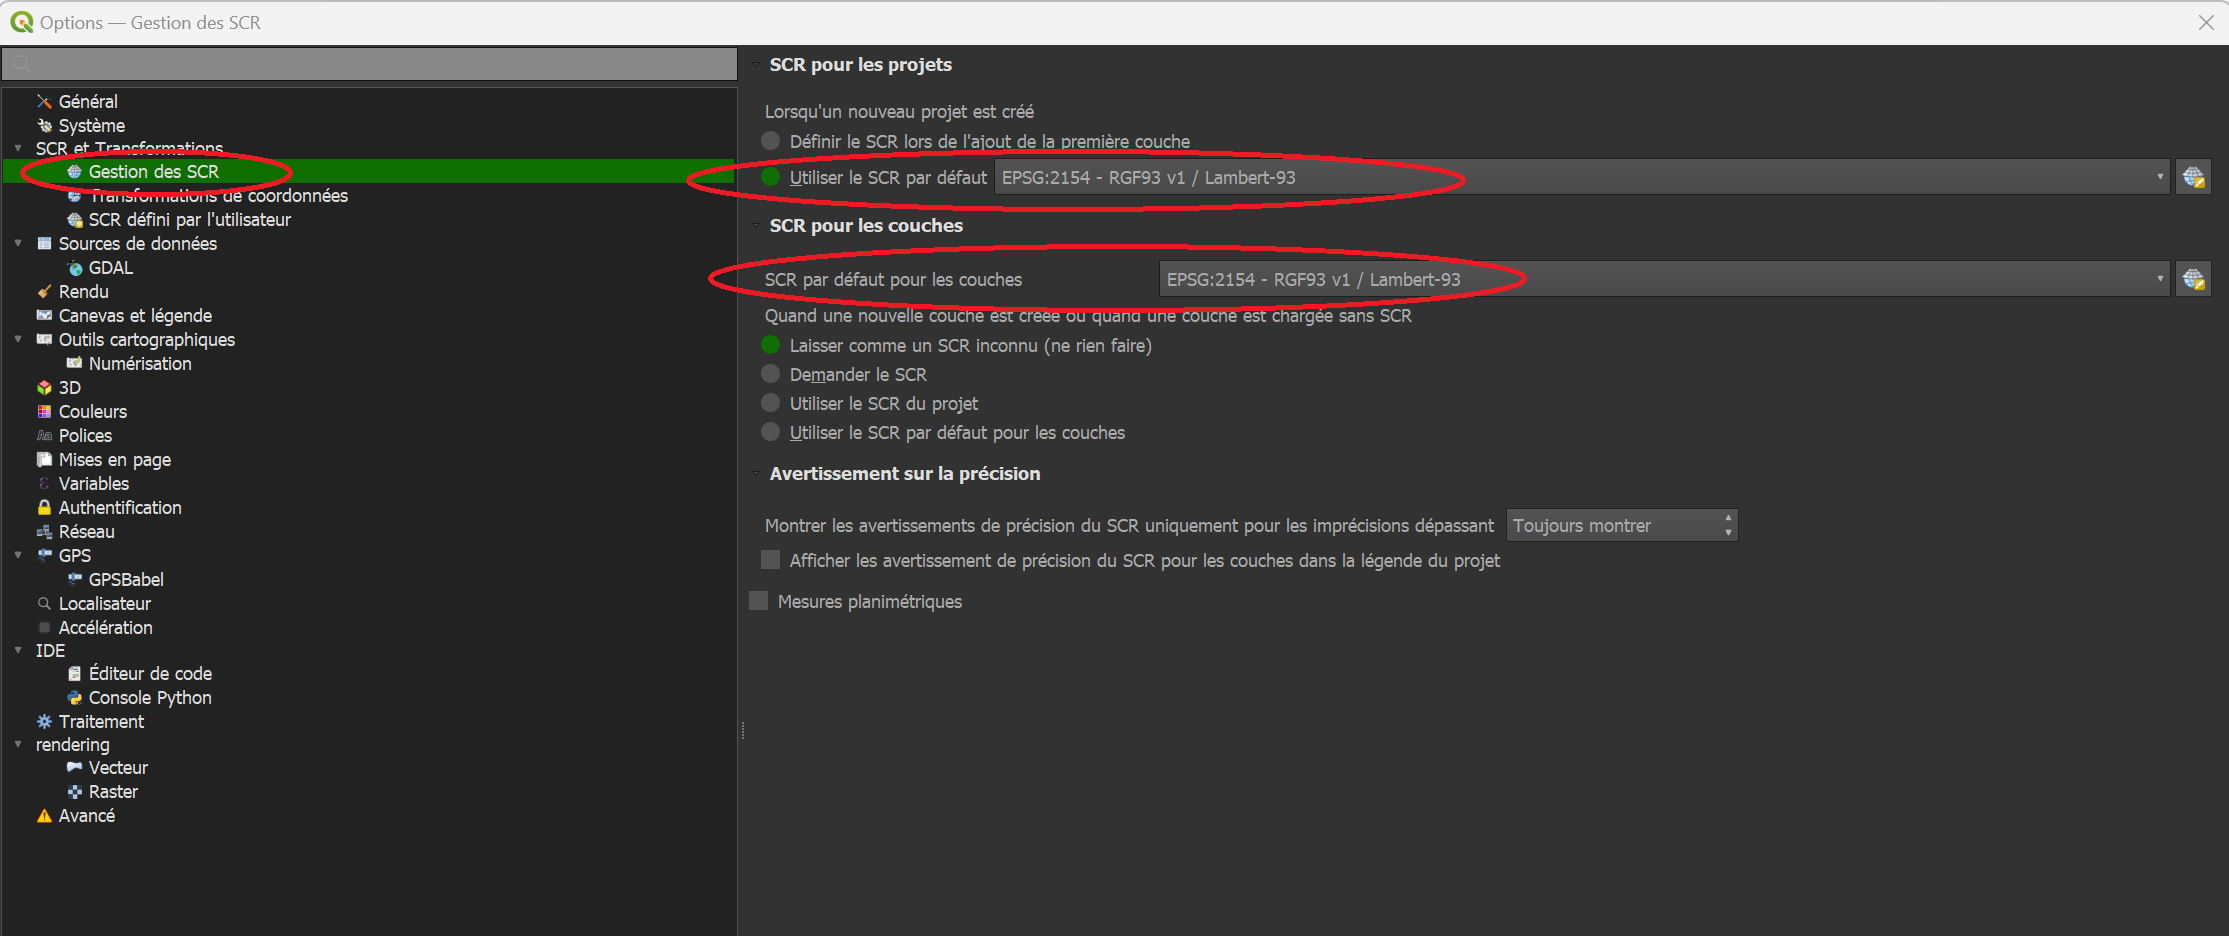 Options — Gestion des SCR
Général
Système
SCR et Transformations
Gestion des SCR
Transformations de coordonnées
SCR défini par l'utilisateur
Sources de données
GDAL
Rendu
Canevas et légende
Outils cartographiques
Numérisation
3D
Couleurs
Aa Polices
Mises en page
ε Variables
Authentification
Réseau
GPS
GPSBabel
Localisateur
Accélération
IDE
Éditeur de code
Console Python
Traitement
rendering
Vecteur
Raster
Avancé
SCR pour les projets
Lorsqu'un nouveau projet est créé
Définir le SCR lors de l'ajout de la première couche
Utiliser le SCR par défaut EPSG:2154 - RGF93 v1 / Lambert-93
SCR pour les couches
SCR par défaut pour les couches EPSG:2154 - RGF93 v1 / Lambert-93
Quand une nouvelle couche est créée ou quand une couche est chargée sans SCR
Laisser comme un SCR inconnu (ne rien faire)
Demander le SCR
Utiliser le SCR du projet
Utiliser le SCR par défaut pour les couches
Avertissement sur la précision
Montrer les avertissements de précision du SCR uniquement pour les imprécisions dépassant Toujours montrer
Afficher les avertissement de précision du SCR pour les couches dans la légende du projet
Mesures planimétriques